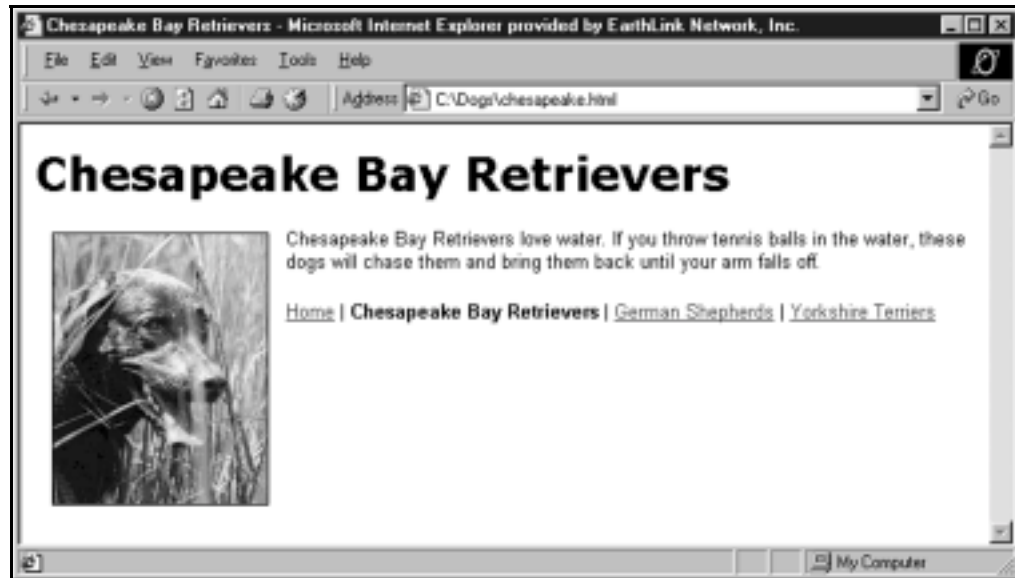 Chesapeake Bay Retrievers - Microsoft Internet Explorer provided by EarthLink Network, Inc.
File Edit View Favorites Tools Help
Address C:\Dogs\chesapeake.html Go
Chesapeake Bay Retrievers
Chesapeake Bay Retrievers love water. If you throw tennis balls in the water, these
dogs will chase them and bring them back until your arm falls off.
Home | Chesapeake Bay Retrievers | German Shepherds | Yorkshire Terriers
My Computer